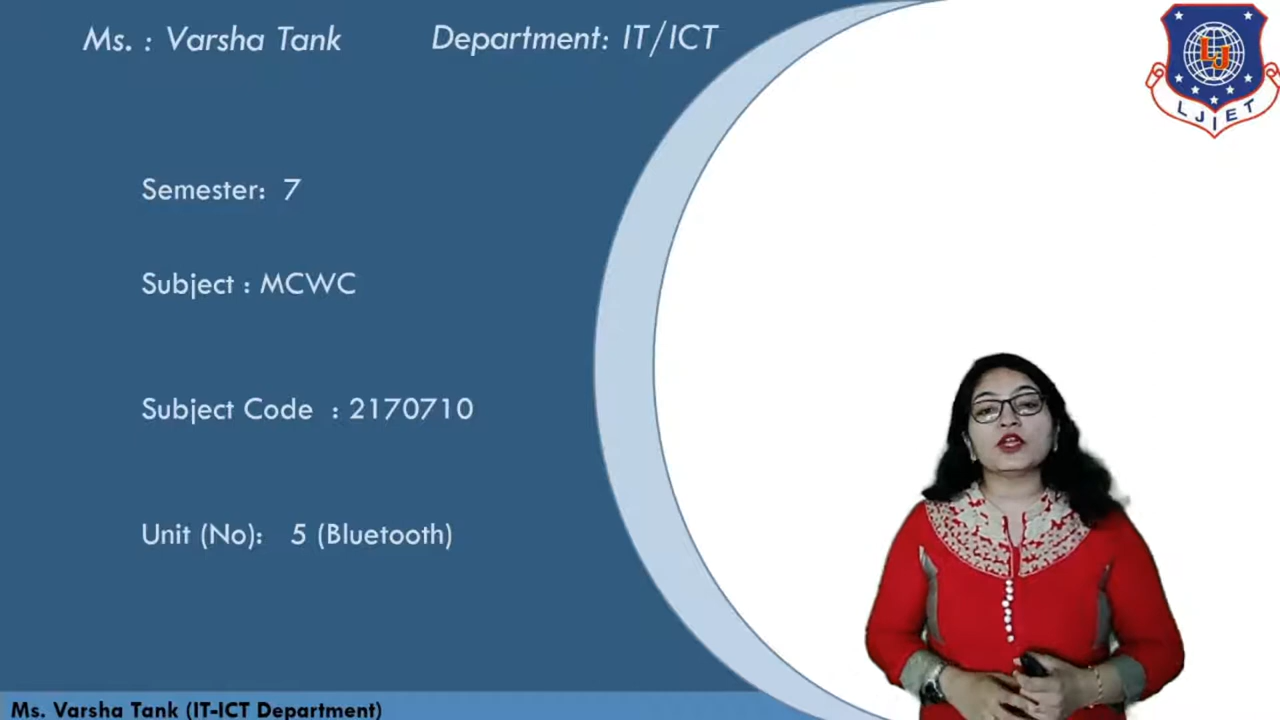 Ms. : Varsha Tank Department: IT/ICT
LJ
LJIET
Semester: 7
Subject : MCWC
Subject Code : 2170710
Unit (No): 5 (Bluetooth)
Ms. Varsha Tank (IT-ICT Department)